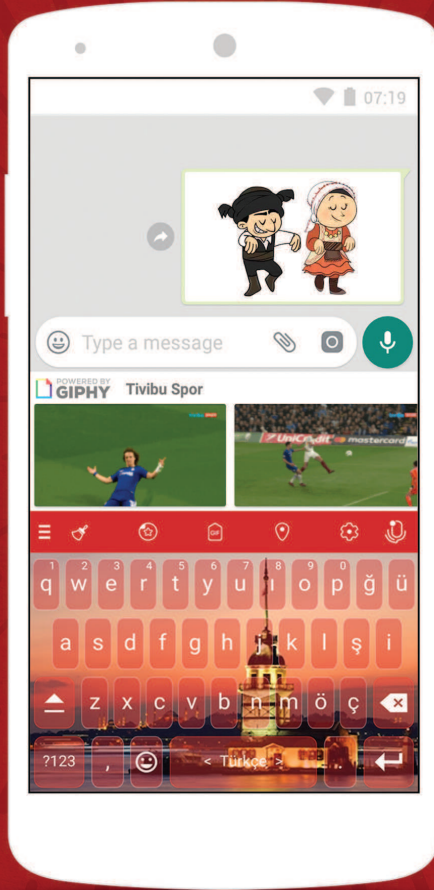 07:19
Type a message
POWERED BY
GIPHY Tivibu Spor
UniCredit mastercard
GIF
1 2 3 4 5 6 7 8 9 0
q w e r t y u ı o p ğ ü
a s d f g h j k l ş i
z x c v b n m ö ç
?123 , < Türkçe > .